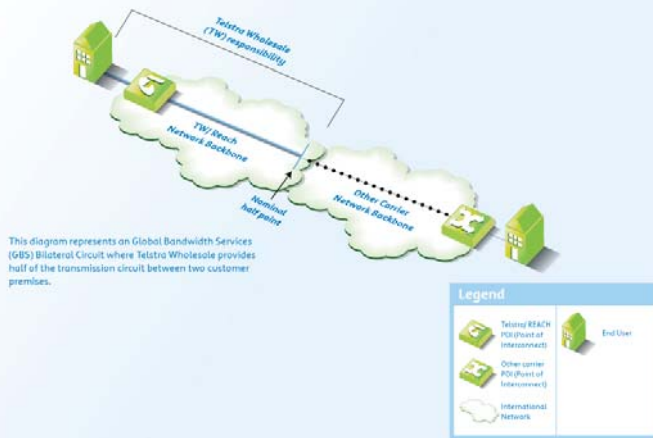 Telstra Wholesale
(TW) responsibility
TW/ Reach
Network Backbone
Nominal
half point
Other Carrier
Network Backbone
This diagram represents an Global Bandwidth Services
(GBS) Bilateral Circuit where Telstra Wholesale provides
half of the transmission circuit between two customer
premises.
Legend
Telstra/ REACH
POI (Point of
Interconnect)
End User
Other carrier
POI (Point of
Interconnect)
International
Network